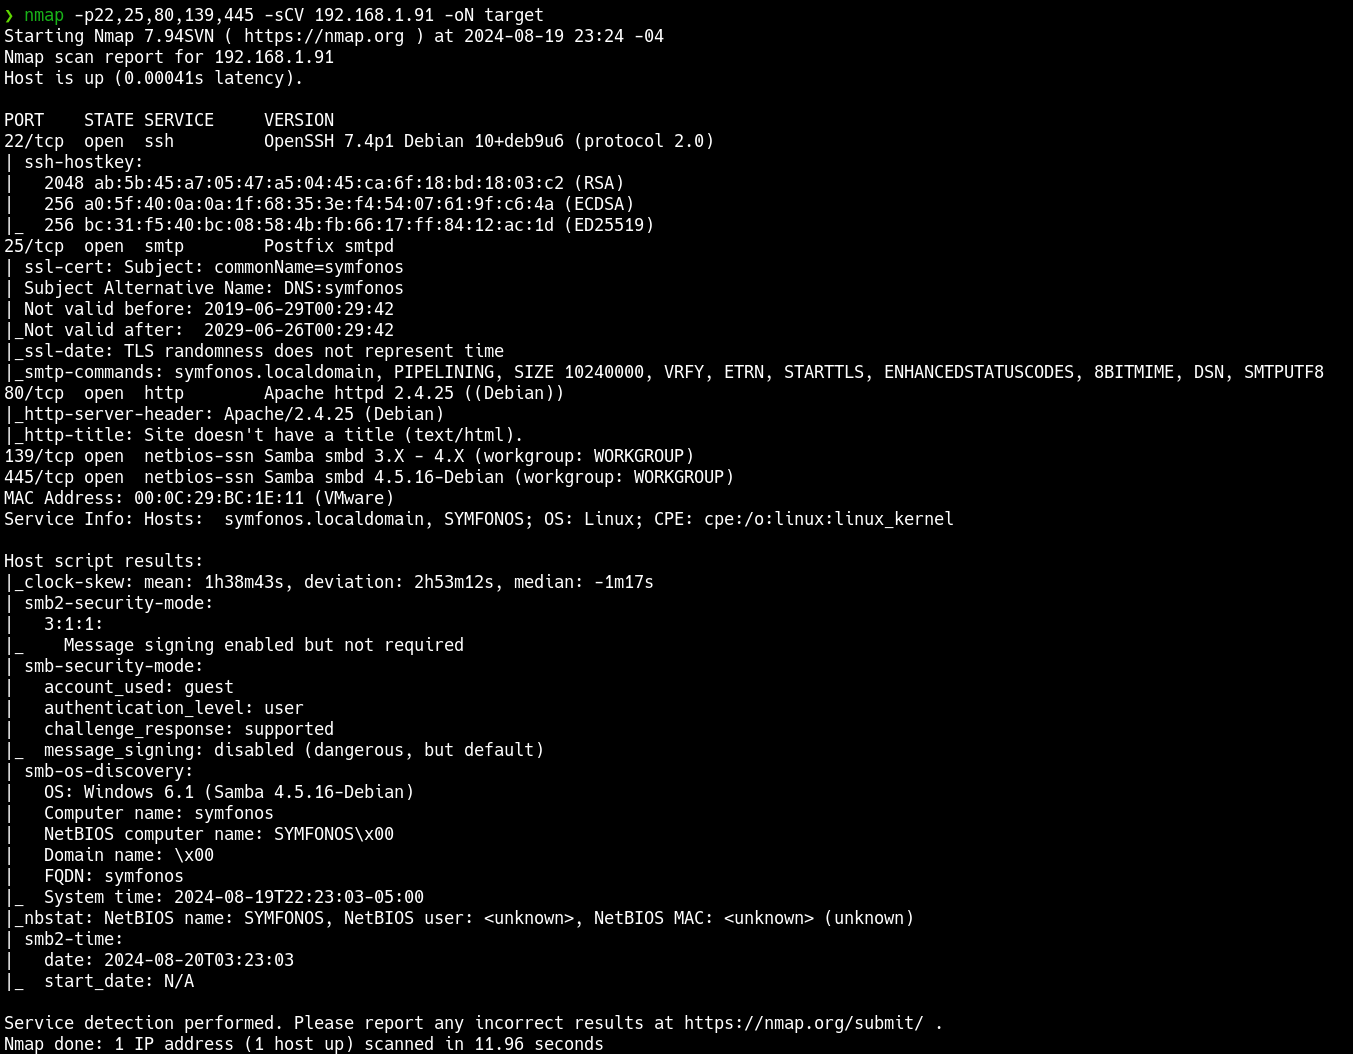 ❯ nmap -p22,25,80,139,445 -sCV 192.168.1.91 -oN target
Starting Nmap 7.94SVN ( https://nmap.org ) at 2024-08-19 23:24 -04
Nmap scan report for 192.168.1.91
Host is up (0.00041s latency).

PORT    STATE SERVICE     VERSION
22/tcp  open  ssh         OpenSSH 7.4p1 Debian 10+deb9u6 (protocol 2.0)
| ssh-hostkey:
|   2048 ab:5b:45:a7:05:47:a5:04:45:ca:6f:18:bd:18:03:c2 (RSA)
|   256 a0:5f:40:0a:0a:1f:68:35:3e:f4:54:07:61:9f:c6:4a (ECDSA)
|_  256 bc:31:f5:40:bc:08:58:4b:fb:66:17:ff:84:12:ac:1d (ED25519)
25/tcp  open  smtp        Postfix smtpd
| ssl-cert: Subject: commonName=symfonos
| Subject Alternative Name: DNS:symfonos
| Not valid before: 2019-06-29T00:29:42
|_Not valid after:  2029-06-26T00:29:42
|_ssl-date: TLS randomness does not represent time
|_smtp-commands: symfonos.localdomain, PIPELINING, SIZE 10240000, VRFY, ETRN, STARTTLS, ENHANCEDSTATUSCODES, 8BITMIME, DSN, SMTPUTF8
80/tcp  open  http        Apache httpd 2.4.25 ((Debian))
|_http-server-header: Apache/2.4.25 (Debian)
|_http-title: Site doesn't have a title (text/html).
139/tcp open  netbios-ssn Samba smbd 3.X - 4.X (workgroup: WORKGROUP)
445/tcp open  netbios-ssn Samba smbd 4.5.16-Debian (workgroup: WORKGROUP)
MAC Address: 00:0C:29:BC:1E:11 (VMware)
Service Info: Hosts:  symfonos.localdomain, SYMFONOS; OS: Linux; CPE: cpe:/o:linux:linux_kernel

Host script results:
|_clock-skew: mean: 1h38m43s, deviation: 2h53m12s, median: -1m17s
| smb2-security-mode:
|   3:1:1:
|_    Message signing enabled but not required
| smb-security-mode:
|   account_used: guest
|   authentication_level: user
|   challenge_response: supported
|_  message_signing: disabled (dangerous, but default)
| smb-os-discovery:
|   OS: Windows 6.1 (Samba 4.5.16-Debian)
|   Computer name: symfonos
|   NetBIOS computer name: SYMFONOS\x00
|   Domain name: \x00
|   FQDN: symfonos
|_  System time: 2024-08-19T22:23:03-05:00
|_nbstat: NetBIOS name: SYMFONOS, NetBIOS user: <unknown>, NetBIOS MAC: <unknown> (unknown)
| smb2-time:
|   date: 2024-08-20T03:23:03
|_  start_date: N/A

Service detection performed. Please report any incorrect results at https://nmap.org/submit/ .
Nmap done: 1 IP address (1 host up) scanned in 11.96 seconds